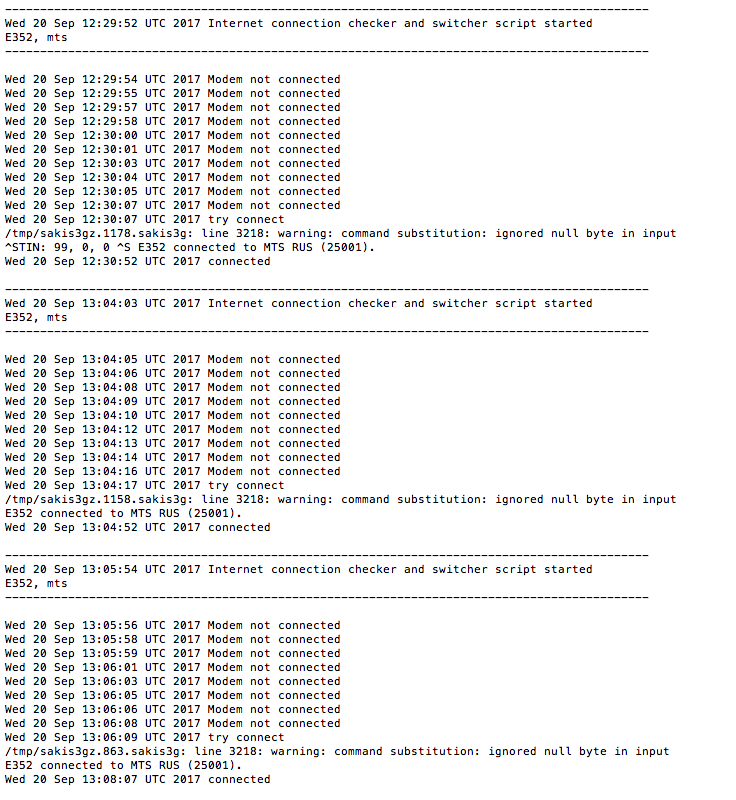 --------------------------------------------------------------------------------------------
Wed 20 Sep 12:29:52 UTC 2017 Internet connection checker and switcher script started
E352, mts
--------------------------------------------------------------------------------------------
Wed 20 Sep 12:29:54 UTC 2017 Modem not connected
Wed 20 Sep 12:29:55 UTC 2017 Modem not connected
Wed 20 Sep 12:29:57 UTC 2017 Modem not connected
Wed 20 Sep 12:29:58 UTC 2017 Modem not connected
Wed 20 Sep 12:30:00 UTC 2017 Modem not connected
Wed 20 Sep 12:30:01 UTC 2017 Modem not connected
Wed 20 Sep 12:30:03 UTC 2017 Modem not connected
Wed 20 Sep 12:30:04 UTC 2017 Modem not connected
Wed 20 Sep 12:30:05 UTC 2017 Modem not connected
Wed 20 Sep 12:30:07 UTC 2017 Modem not connected
Wed 20 Sep 12:30:07 UTC 2017 try connect
/tmp/sakis3gz.1178.sakis3g: line 3218: warning: command substitution: ignored null byte in input
^STIN: 99, 0, 0 ^S E352 connected to MTS RUS (25001).
Wed 20 Sep 12:30:52 UTC 2017 connected
--------------------------------------------------------------------------------------------
Wed 20 Sep 13:04:03 UTC 2017 Internet connection checker and switcher script started
E352, mts
--------------------------------------------------------------------------------------------
Wed 20 Sep 13:04:05 UTC 2017 Modem not connected
Wed 20 Sep 13:04:06 UTC 2017 Modem not connected
Wed 20 Sep 13:04:08 UTC 2017 Modem not connected
Wed 20 Sep 13:04:09 UTC 2017 Modem not connected
Wed 20 Sep 13:04:10 UTC 2017 Modem not connected
Wed 20 Sep 13:04:12 UTC 2017 Modem not connected
Wed 20 Sep 13:04:13 UTC 2017 Modem not connected
Wed 20 Sep 13:04:14 UTC 2017 Modem not connected
Wed 20 Sep 13:04:16 UTC 2017 Modem not connected
Wed 20 Sep 13:04:17 UTC 2017 try connect
/tmp/sakis3gz.1158.sakis3g: line 3218: warning: command substitution: ignored null byte in input
E352 connected to MTS RUS (25001).
Wed 20 Sep 13:04:52 UTC 2017 connected
--------------------------------------------------------------------------------------------
Wed 20 Sep 13:05:54 UTC 2017 Internet connection checker and switcher script started
E352, mts
--------------------------------------------------------------------------------------------
Wed 20 Sep 13:05:56 UTC 2017 Modem not connected
Wed 20 Sep 13:05:58 UTC 2017 Modem not connected
Wed 20 Sep 13:05:59 UTC 2017 Modem not connected
Wed 20 Sep 13:06:01 UTC 2017 Modem not connected
Wed 20 Sep 13:06:03 UTC 2017 Modem not connected
Wed 20 Sep 13:06:05 UTC 2017 Modem not connected
Wed 20 Sep 13:06:06 UTC 2017 Modem not connected
Wed 20 Sep 13:06:08 UTC 2017 Modem not connected
Wed 20 Sep 13:06:09 UTC 2017 try connect
/tmp/sakis3gz.863.sakis3g: line 3218: warning: command substitution: ignored null byte in input
E352 connected to MTS RUS (25001).
Wed 20 Sep 13:08:07 UTC 2017 connected